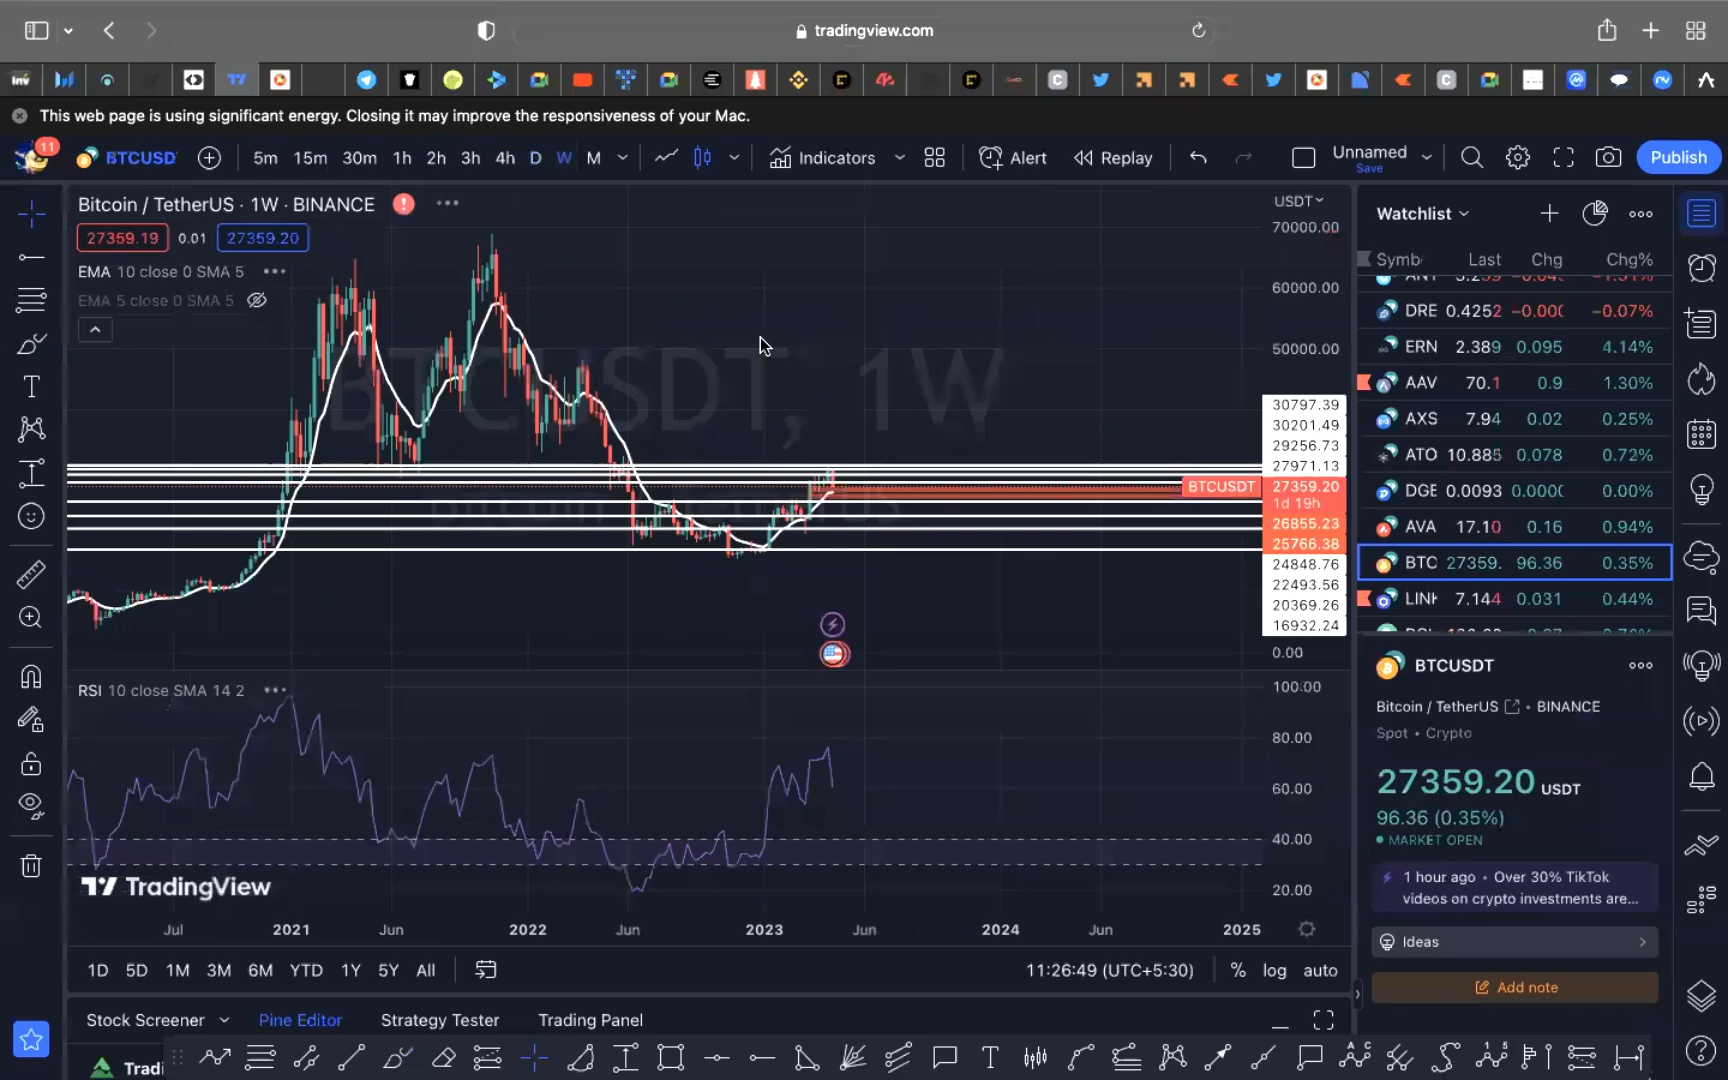 tradingview.com
This web page is using significant energy. Closing it may improve the responsiveness of your Mac.
11
BTCUSD
5m 15m 30m 1h 2h 3h 4h D W M
Indicators
Alert
Replay
Unnamed
Save
Publish
Bitcoin / TetherUS · 1W · BINANCE
27359.19 0.01 27359.20
EMA 10 close 0 SMA 5
EMA 5 close 0 SMA 5
BTCUSDT, 1W
USDT
70000.00
60000.00
50000.00
30797.39
30201.49
29256.73
27971.13
BTCUSDT 27359.20
1d 19h
26855.23
25766.38
24848.76
22493.56
20369.26
16932.24
0.00
RSI 10 close SMA 14 2
100.00
80.00
60.00
40.00
20.00
TradingView
Jul 2021 Jun 2022 Jun 2023 Jun 2024 Jun 2025
1D 5D 1M 3M 6M YTD 1Y 5Y All
11:26:49 (UTC+5:30) % log auto
Stock Screener Pine Editor Strategy Tester Trading Panel
Tradi
Watchlist
Symb Last Chg Chg%
DRE 0.4252 −0.000 −0.07%
ERN 2.389 0.095 4.14%
AAV 70.1 0.9 1.30%
AXS 7.94 0.02 0.25%
ATO 10.885 0.078 0.72%
DGE 0.0093 0.0000 0.00%
AVA 17.10 0.16 0.94%
BTC 27359. 96.36 0.35%
LINK 7.144 0.031 0.44%
BTCUSDT
Bitcoin / TetherUS • BINANCE
Spot • Crypto
27359.20 USDT
96.36 (0.35%)
MARKET OPEN
1 hour ago • Over 30% TikTok
videos on crypto investments are...
Ideas
Add note